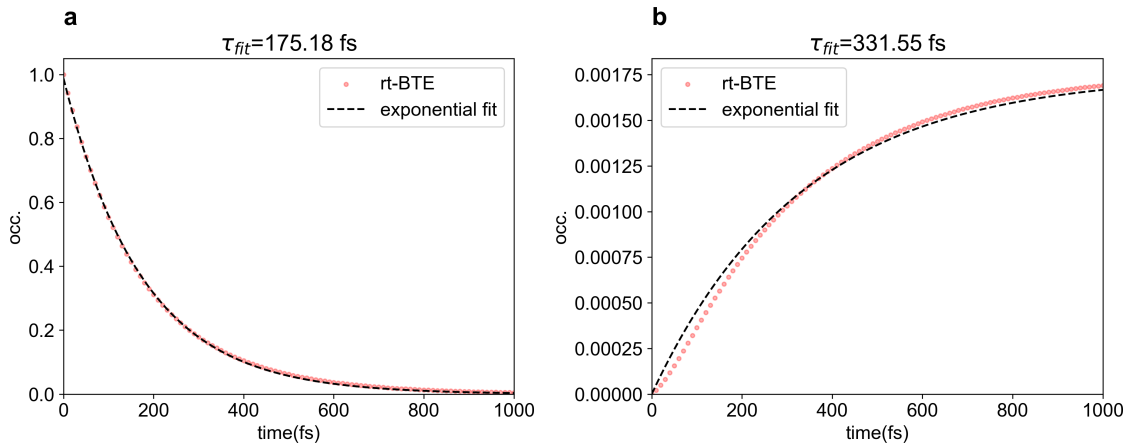 a
τfit=175.18 fs
rt-BTE
exponential fit
occ.
1.0
0.8
0.6
0.4
0.2
0.0
0 200 400 600 800 1000
time(fs)
b
τfit=331.55 fs
rt-BTE
exponential fit
occ.
0.00175
0.00150
0.00125
0.00100
0.00075
0.00050
0.00025
0.00000
0 200 400 600 800 1000
time(fs)